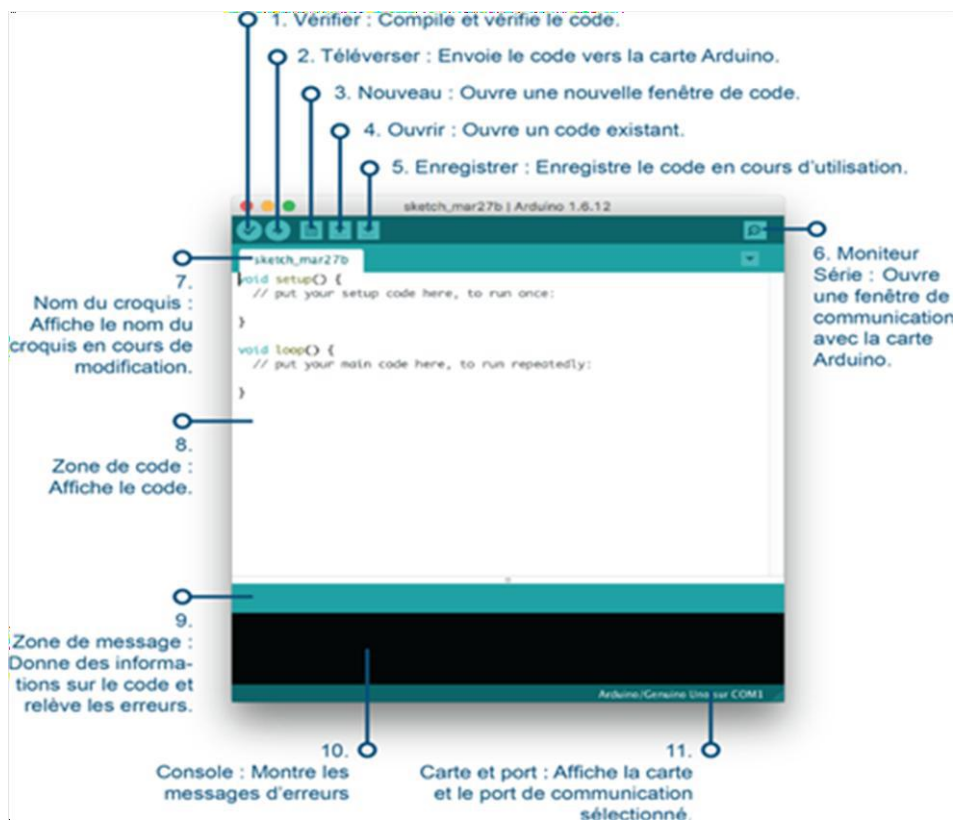 1. Vérifier : Compile et vérifie le code.
2. Téléverser : Envoie le code vers la carte Arduino.
3. Nouveau : Ouvre une nouvelle fenêtre de code.
4. Ouvrir : Ouvre un code existant.
5. Enregistrer : Enregistre le code en cours d'utilisation.
sketch_mar27b | Arduino 1.6.12
sketch_mar27b
void setup() {
// put your setup code here, to run once:
}
void loop() {
// put your main code here, to run repeatedly:
}
6. Moniteur
Série : Ouvre
une fenêtre de
communication
avec la carte
Arduino.
7.
Nom du croquis :
Affiche le nom du
croquis en cours de
modification.
8.
Zone de code :
Affiche le code.
9.
Zone de message :
Donne des informa-
tions sur le code et
relève les erreurs.
Arduino/Genuino Uno sur COM1
10.
Console : Montre les
messages d'erreurs
11.
Carte et port : Affiche la carte
et le port de communication
sélectionné.